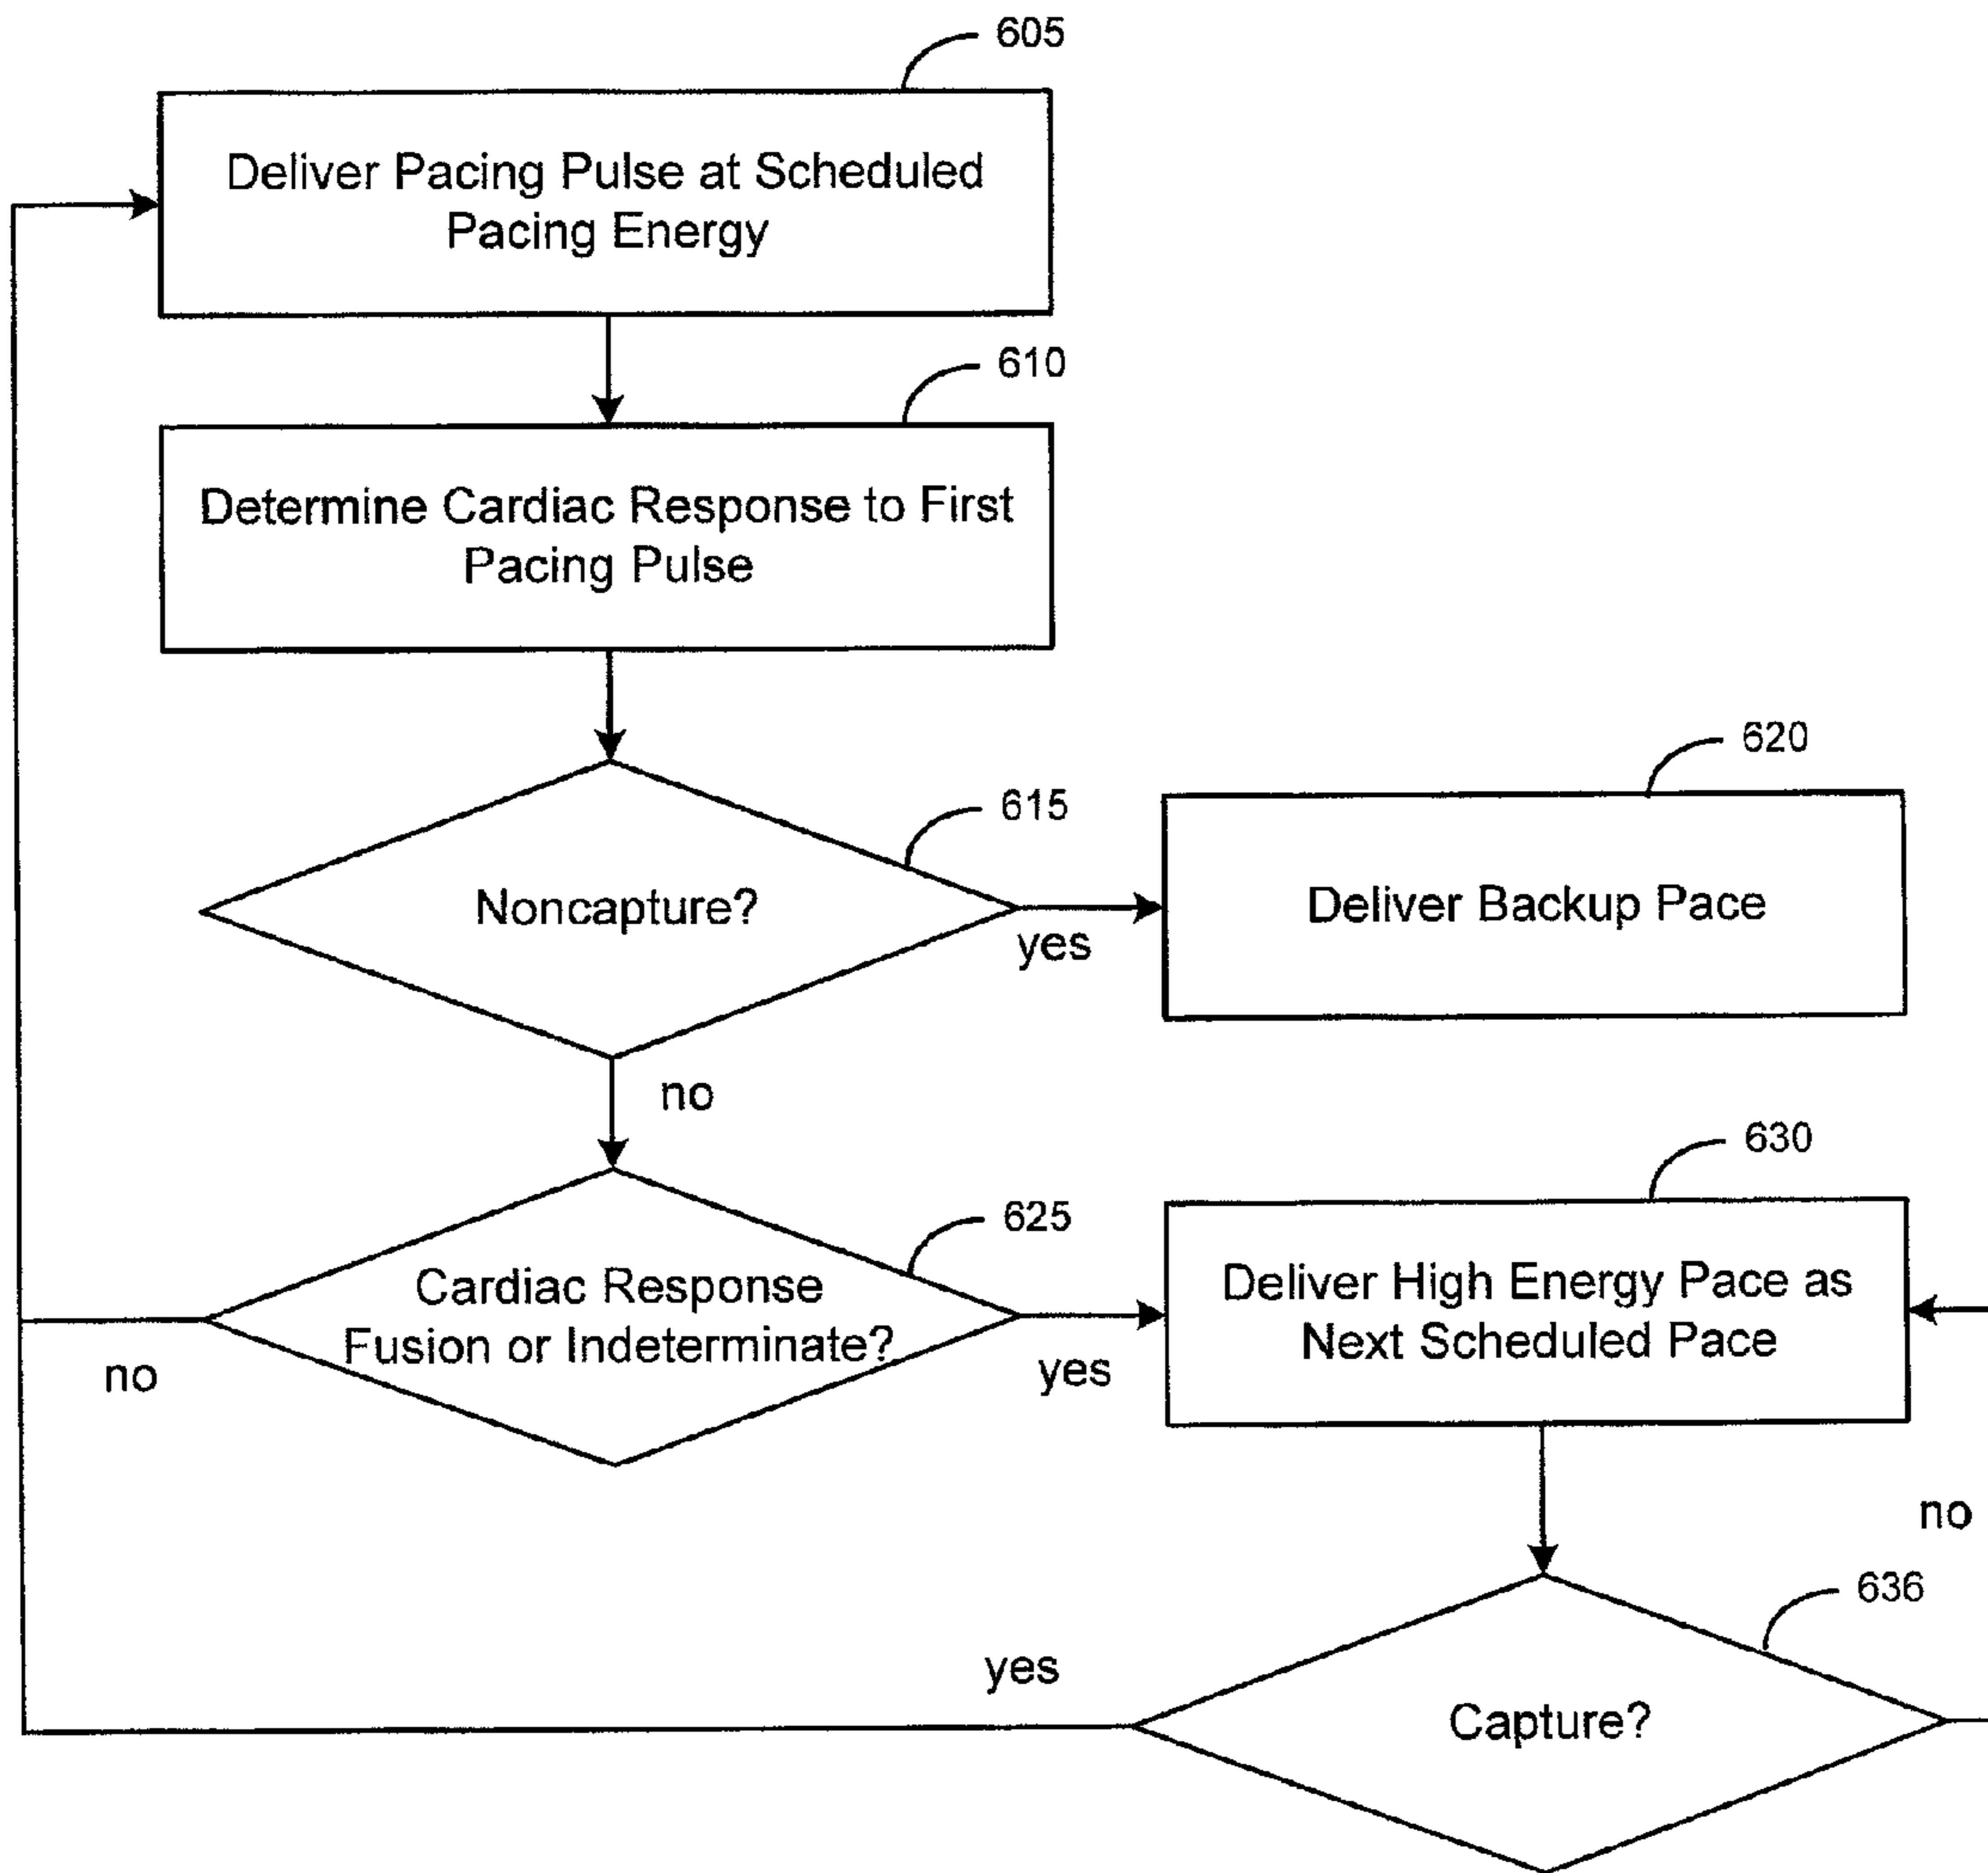 605
Deliver Pacing Pulse at Scheduled
Pacing Energy
610
Determine Cardiac Response to First
Pacing Pulse
615
Noncapture?
yes
620
Deliver Backup Pace
no
625
Cardiac Response
Fusion or Indeterminate?
no
yes
630
Deliver High Energy Pace as
Next Scheduled Pace
no
636
Capture?
yes